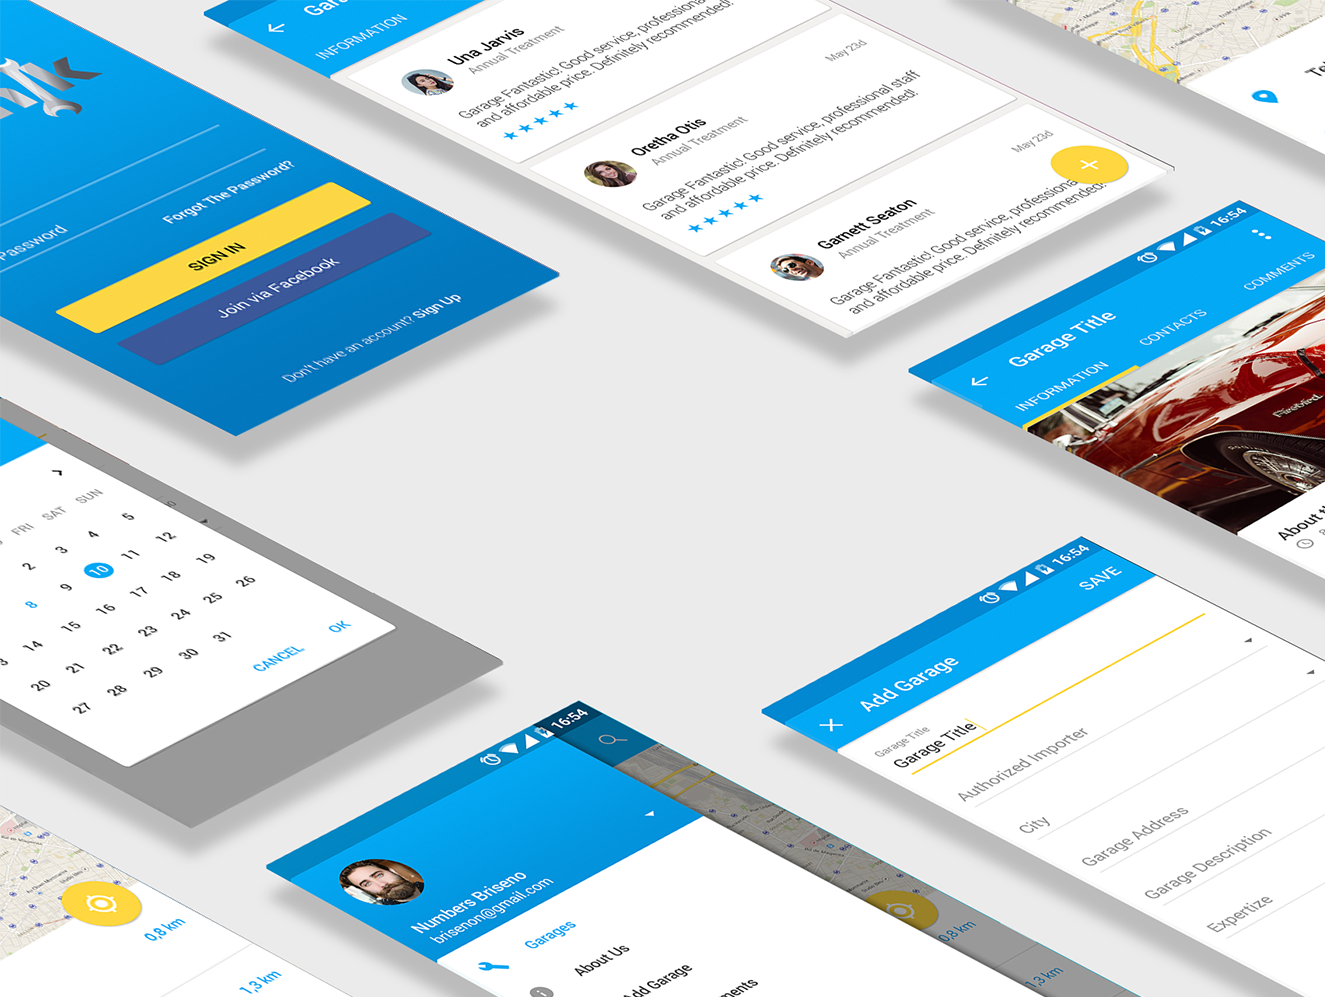 Password
Forgot The Password?
SIGN IN
Join via Facebook
Don't have an account? Sign Up
INFORMATION
Una Jarvis
Annual Treatment
Garage Fantastic! Good service, professional
and affordable price. Definitely recommended!
May 23d
Oretha Otis
Annual Treatment
Garage Fantastic! Good service, professional staff
and affordable price. Definitely recommended!
May 23d
Garnett Seaton
Annual Treatment
Garage Fantastic! Good service, professional
and affordable price. Definitely recommended!
16:54
Garage Title
INFORMATION
CONTACTS
COMMENTS
Firebird
About
FRI SAT SUN
2 3 4 5
8 9 10 11 12
14 15 16 17 18 19
20 21 22 23 24 25 26
27 28 29 30 31
CANCEL OK
16:54
SAVE
Add Garage
Garage Title
Garage Title
Authorized Importer
City
Garage Address
Garage Description
Expertize
0,8 km
1,3 km
16:54
Numbers Briseno
brisenon@gmail.com
Garages
About Us
Add Garage
0,8 km
1,3 km